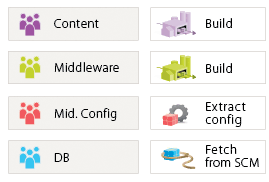 Content
Build
Middleware
Build
Mid. Config
Extract
config
DB
Fetch
from SCM